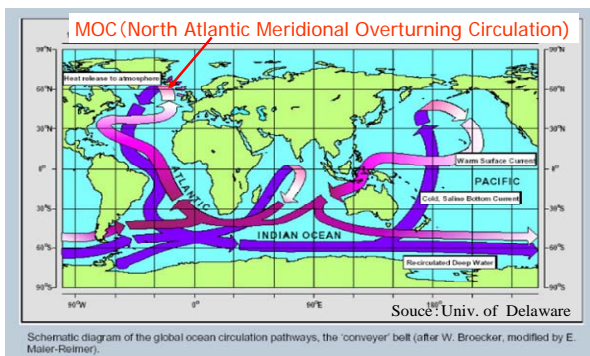 MOC (North Atlantic Meridional Overturning Circulation)
90°N
90°N
Heat release to atmosphere
60°N
60°N
30°N
30°N
Warm Surface Current
0°
0°
ATLANTIC
PACIFIC
Cold, Saline Bottom Current
30°S
30°S
INDIAN OCEAN
60°S
60°S
Recirculated Deep Water
90°S
90°S
90°W
0°
90°E
180°
Souce:Univ. of Delaware
Schematic diagram of the global ocean circulation pathways, the 'conveyer' belt (after W. Broecker, modified by E.
Maier-Reimer).